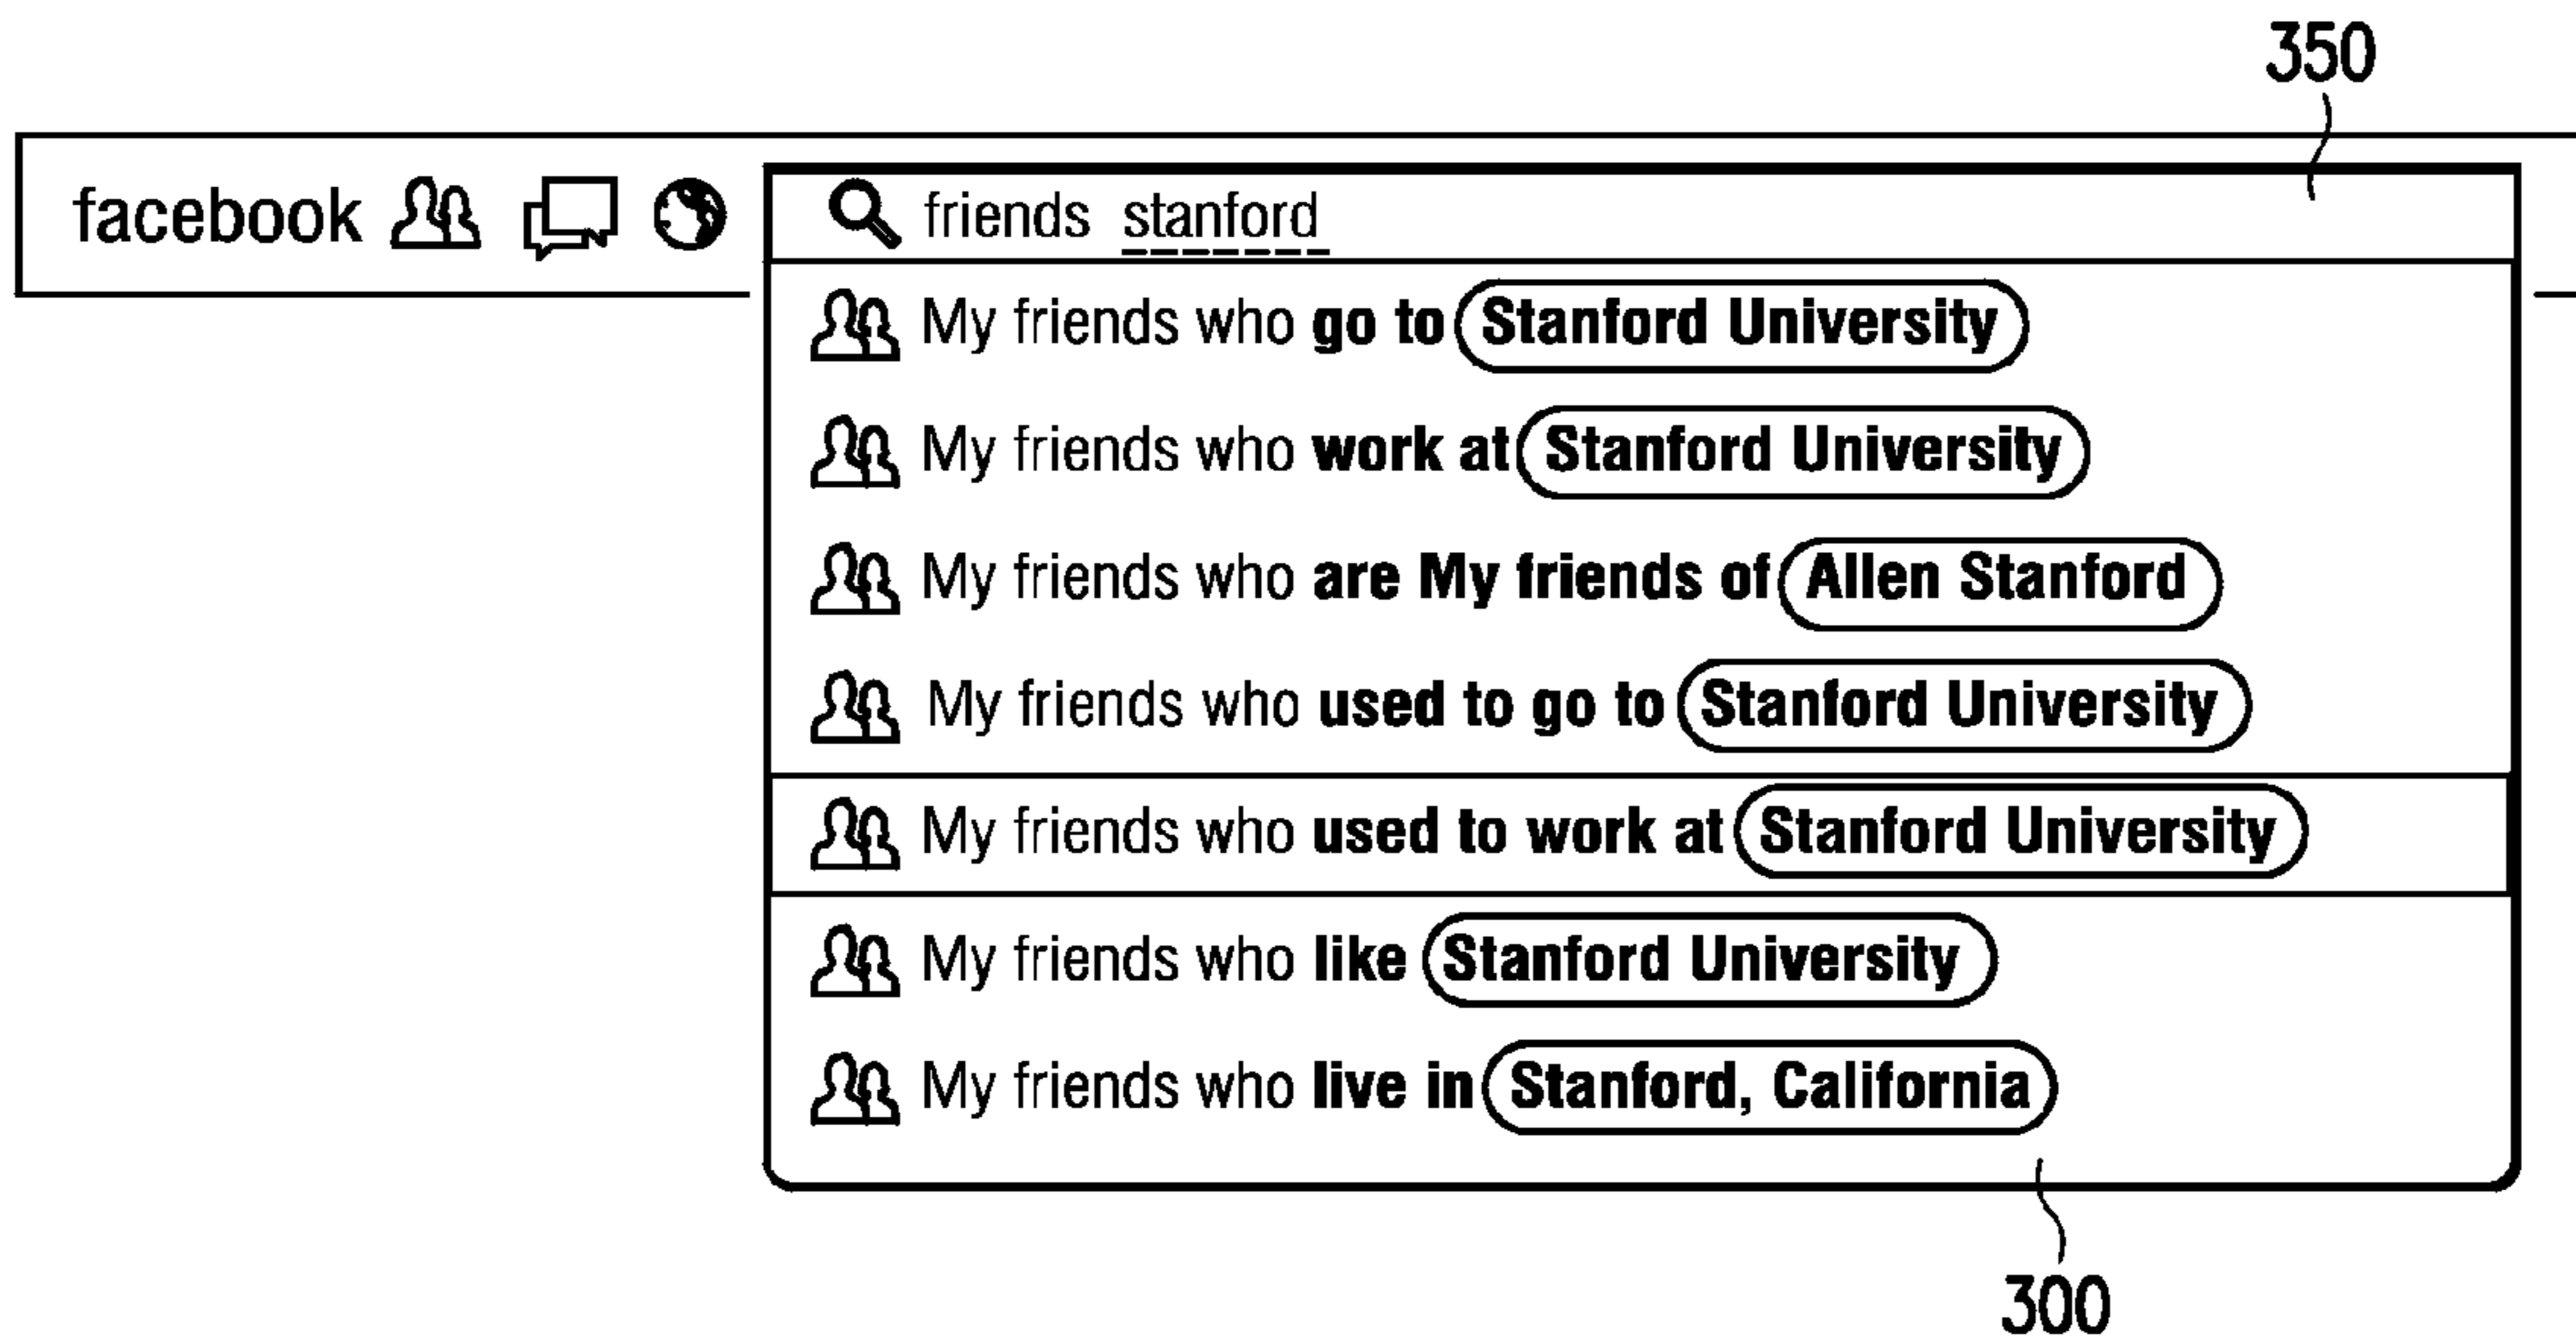 350
facebook friends stanford
My friends who go to Stanford University
My friends who work at Stanford University
My friends who are My friends of Allen Stanford
My friends who used to go to Stanford University
My friends who used to work at Stanford University
My friends who like Stanford University
My friends who live in Stanford, California
300